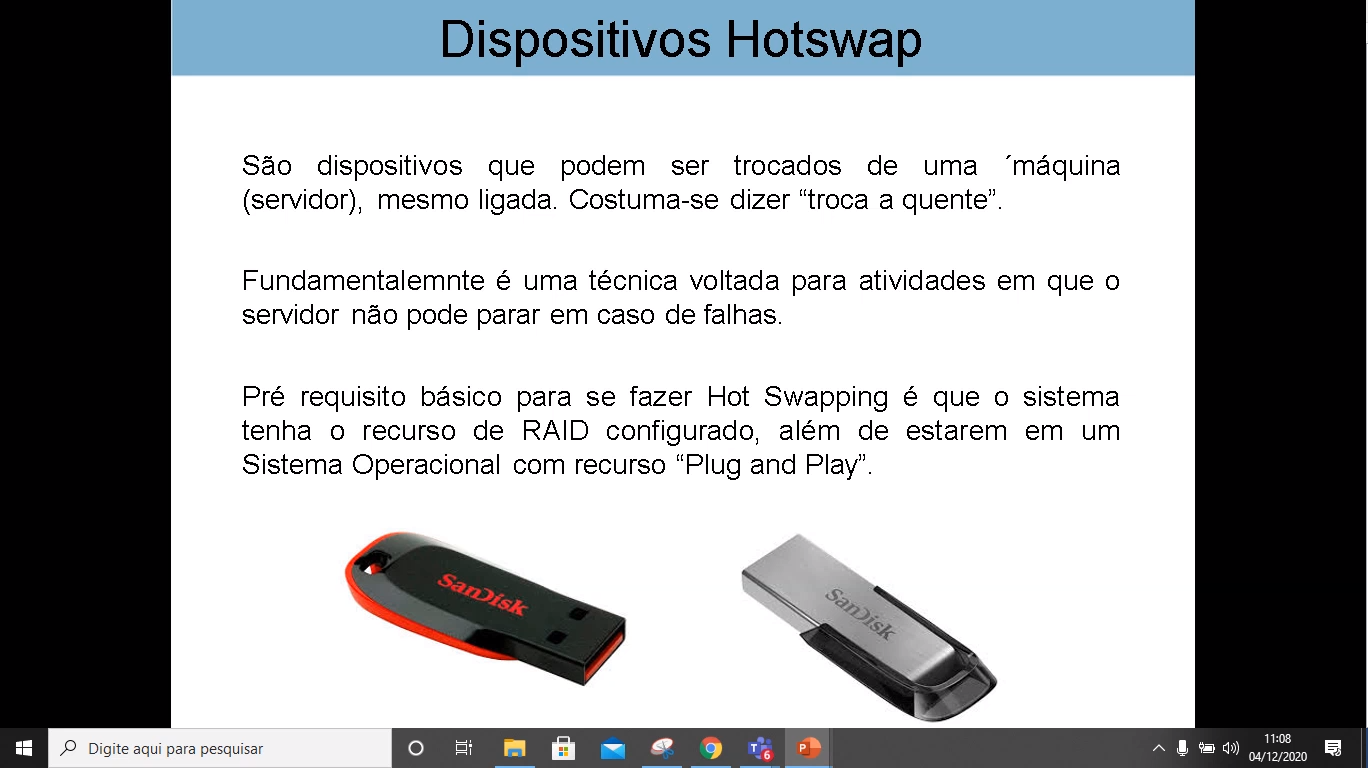 Dispositivos Hotswap
São dispositivos que podem ser trocados de uma ´máquina
(servidor), mesmo ligada. Costuma-se dizer “troca a quente”.
Fundamentalemnte é uma técnica voltada para atividades em que o
servidor não pode parar em caso de falhas.
Pré requisito básico para se fazer Hot Swapping é que o sistema
tenha o recurso de RAID configurado, além de estarem em um
Sistema Operacional com recurso “Plug and Play”.
SanDisk
SanDisk
Digite aqui para pesquisar
T
6
P
11:08
04/12/2020